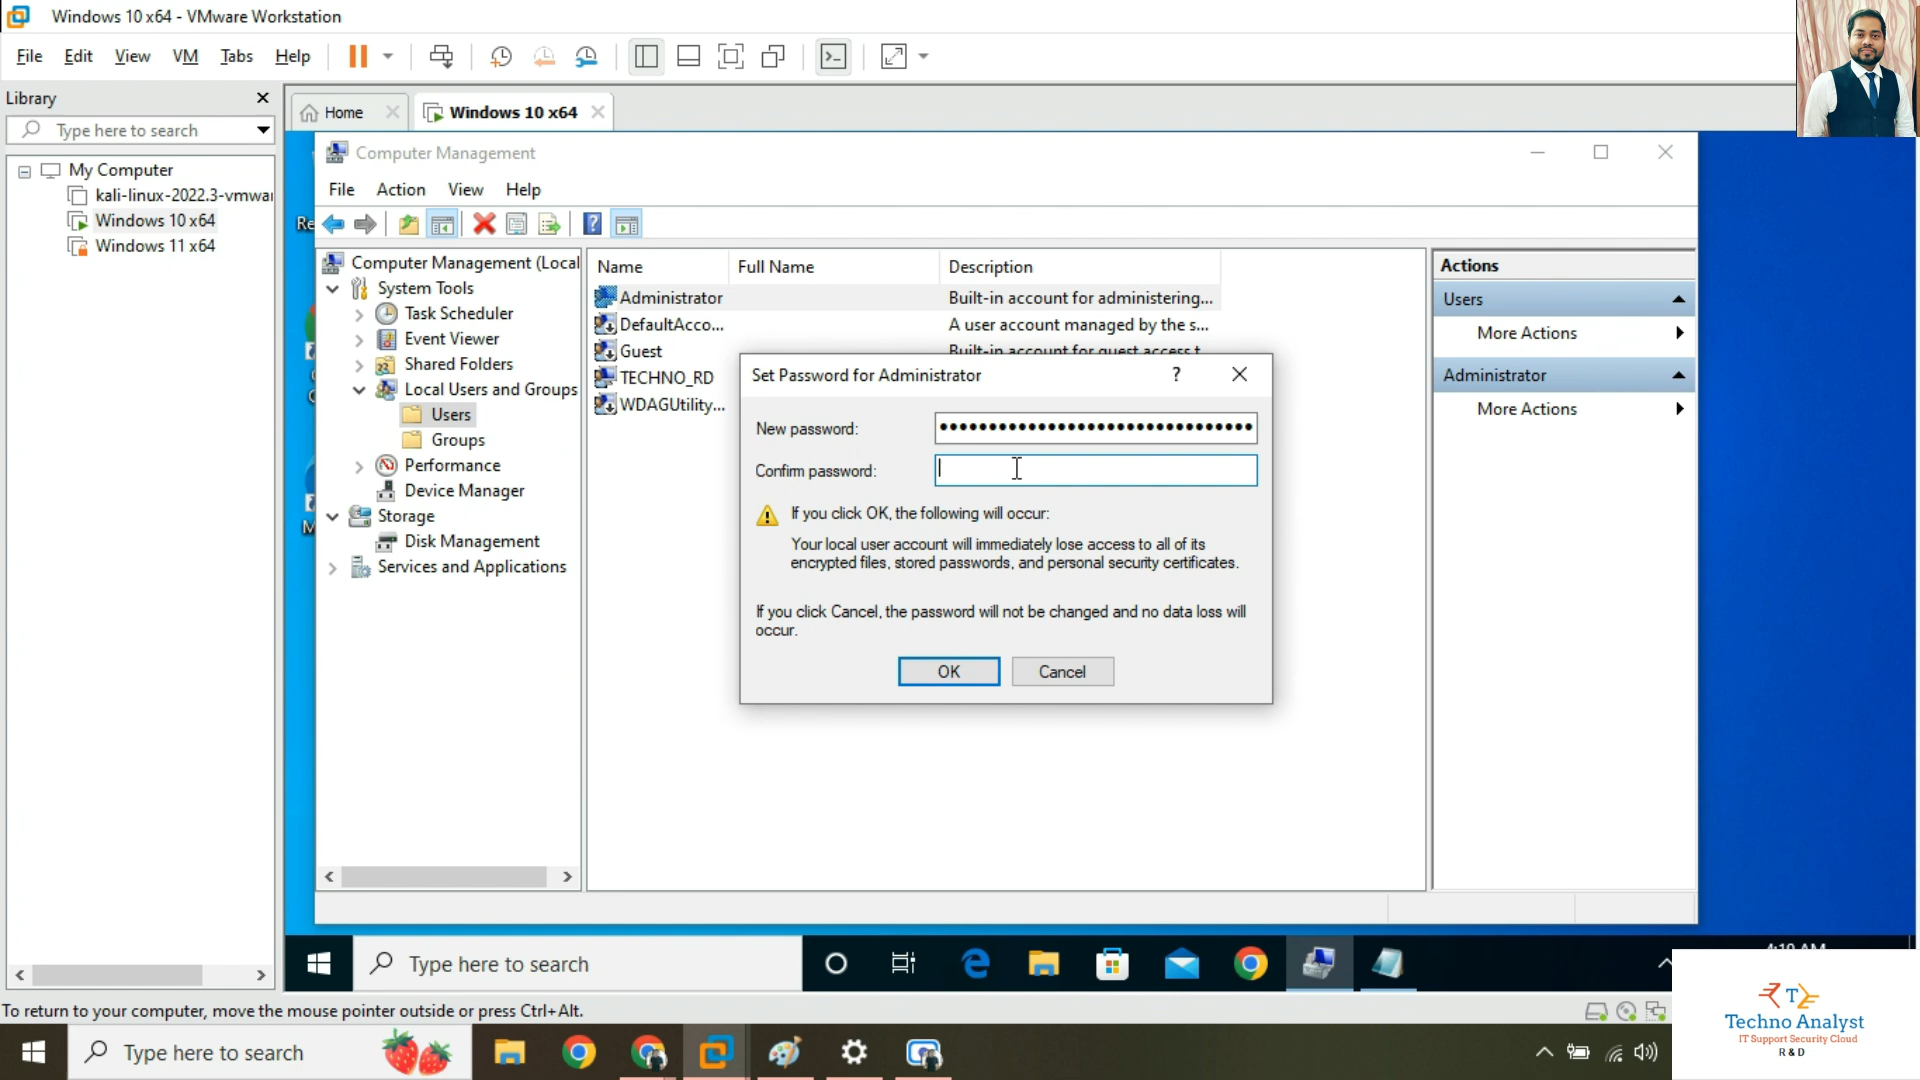 Windows 10 x64 - VMware Workstation
File Edit View VM Tabs Help
Library
Type here to search
My Computer
kali-linux-2022.3-vmwar
Windows 10 x64
Windows 11 x64
Home
Windows 10 x64
Computer Management
File Action View Help
Re
Computer Management (Local
System Tools
Task Scheduler
Event Viewer
Shared Folders
Local Users and Groups
Users
Groups
Performance
Device Manager
Storage
Disk Management
Services and Applications
Name Full Name Description
Administrator Built-in account for administering...
DefaultAcco... A user account managed by the s...
Guest Built-in account for guest access t
TECHNO_RD
WDAGUtility...
Actions
Users
More Actions
Administrator
More Actions
Set Password for Administrator
New password:
Confirm password:
If you click OK, the following will occur:
Your local user account will immediately lose access to all of its
encrypted files, stored passwords, and personal security certificates.
If you click Cancel, the password will not be changed and no data loss will
occur.
OK Cancel
Type here to search
To return to your computer, move the mouse pointer outside or press Ctrl+Alt.
Type here to search
Techno Analyst
IT Support Security Cloud
R & D